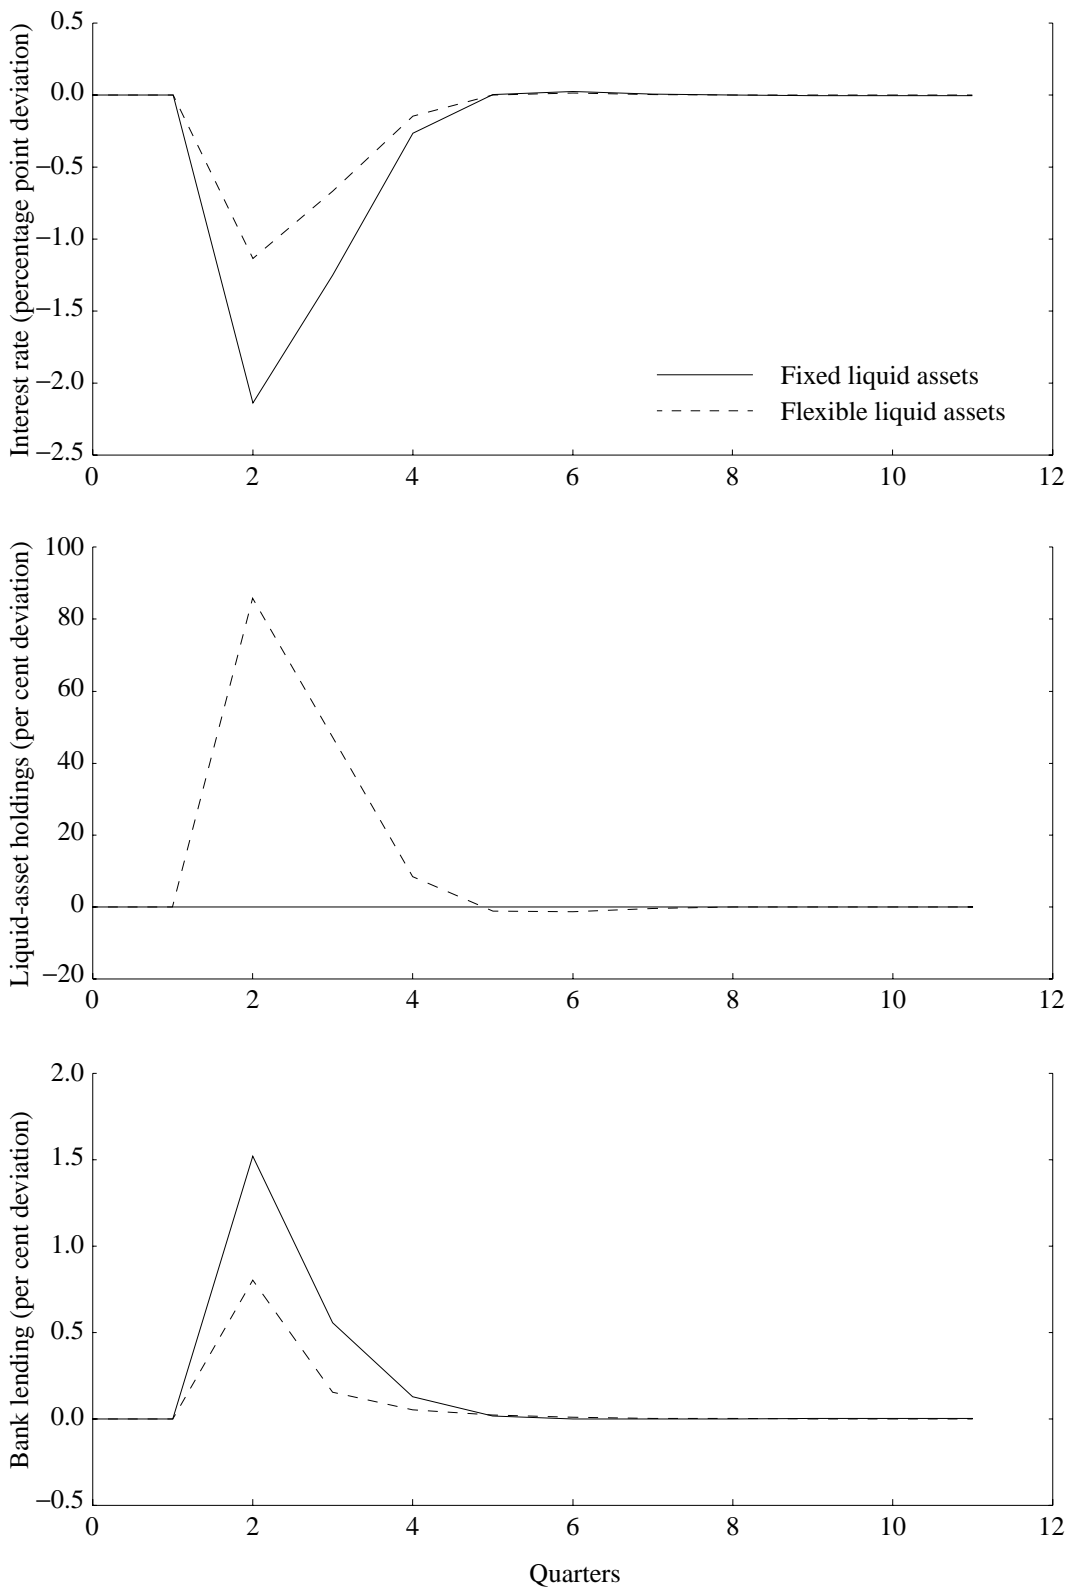 Interest rate (percentage point deviation)
0.5
0.0
−0.5
−1.0
−1.5
−2.0
−2.5
0 2 4 6 8 10 12
Fixed liquid assets
Flexible liquid assets
Liquid-asset holdings (per cent deviation)
100
80
60
40
20
0
−20
0 2 4 6 8 10 12
Bank lending (per cent deviation)
2.0
1.5
1.0
0.5
0.0
−0.5
0 2 4 6 8 10 12
Quarters